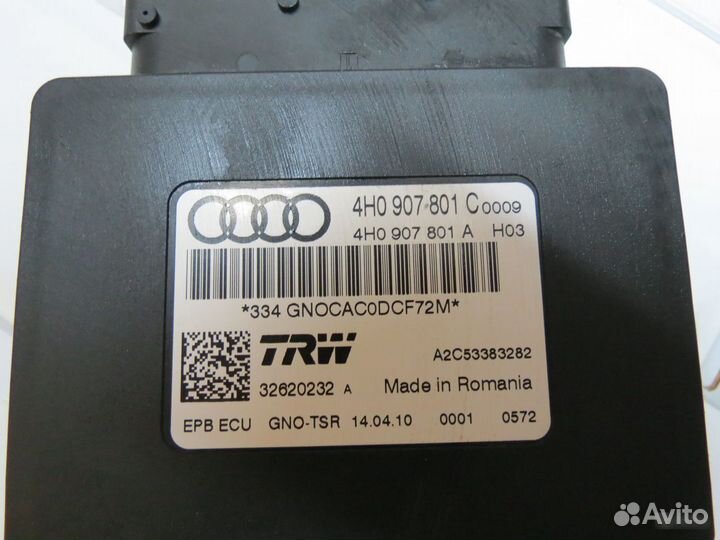 4H0 907 801 C 0009
4H0 907 801 A H03
*334 GNOCAC0DCF72M*
TRW A2C53383282
32620232 A Made in Romania
EPB ECU GNO-TSR 14.04.10 0001 0572
Avito